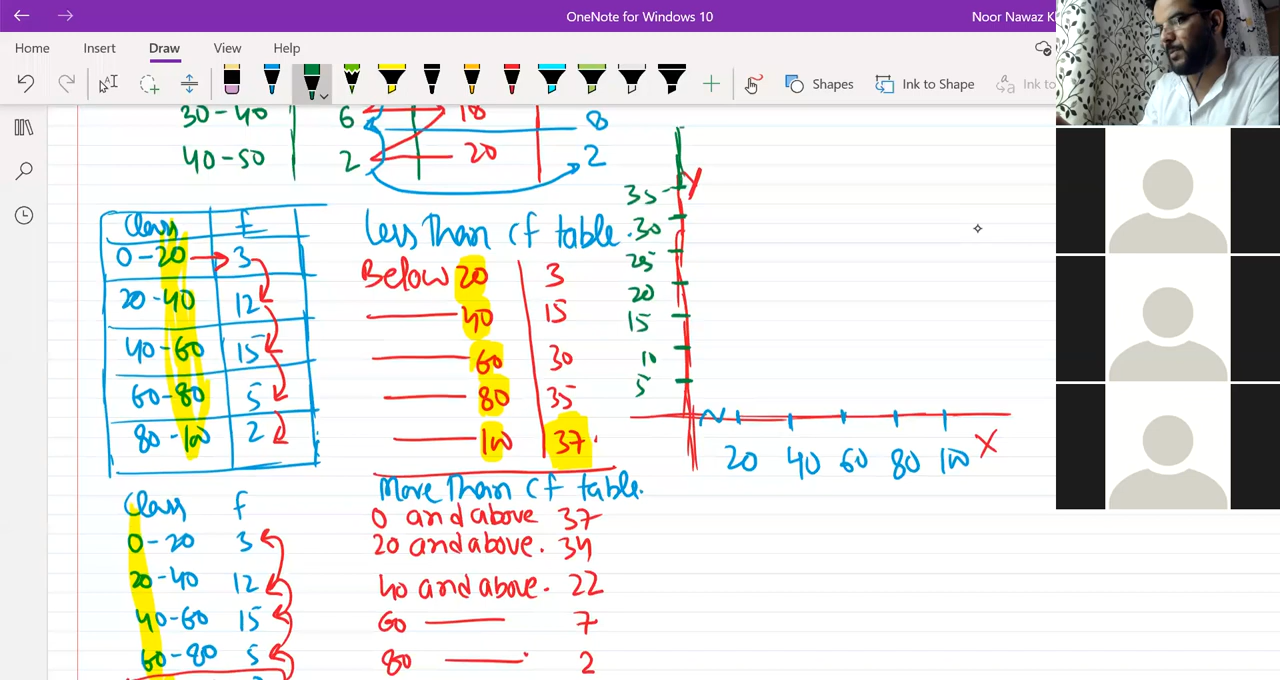 OneNote for Windows 10
Noor Nawaz K
Home Insert Draw View Help
Shapes Ink to Shape Ink to
30-40 6 18 8
40-50 2 20 2
Class f
0-20 3
20-40 12
40-60 15
60-80 5
80-100 2
Less Than cf table.
Below 20 3
40 15
60 30
80 35
100 37.
Y
35
30
25
20
15
10
5
20 40 60 80 100 X
Class f
0-20 3
20-40 12
40-60 15
60-80 5
More Than cf table.
0 and above 37
20 and above. 34
40 and above. 22
60 7
80 2